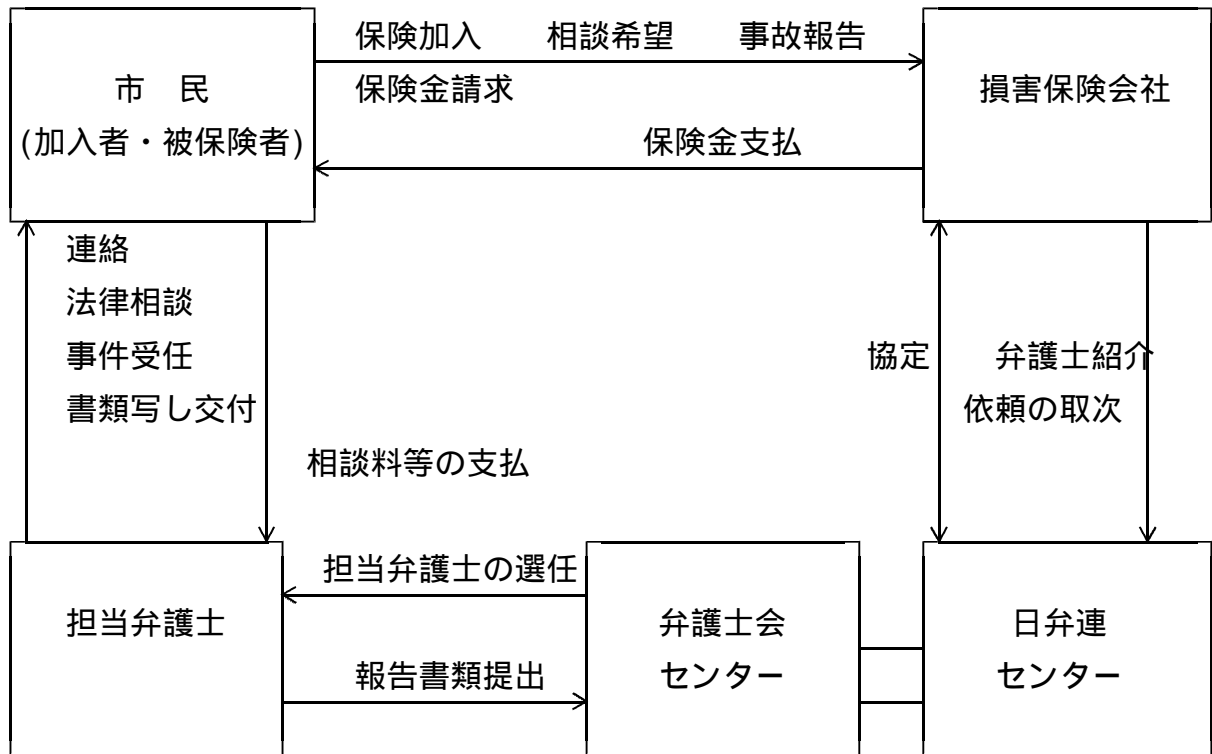 保険加入 相談希望 事故報告
市 民
保険金請求
損害保険会社
(加入者・被保険者)
保険金支払
連絡
法律相談
事件受任
書類写し交付
協定
弁護士紹介
依頼の取次
相談料等の支払
担当弁護士の選任
担当弁護士
弁護士会
センター
日弁連
センター
報告書類提出